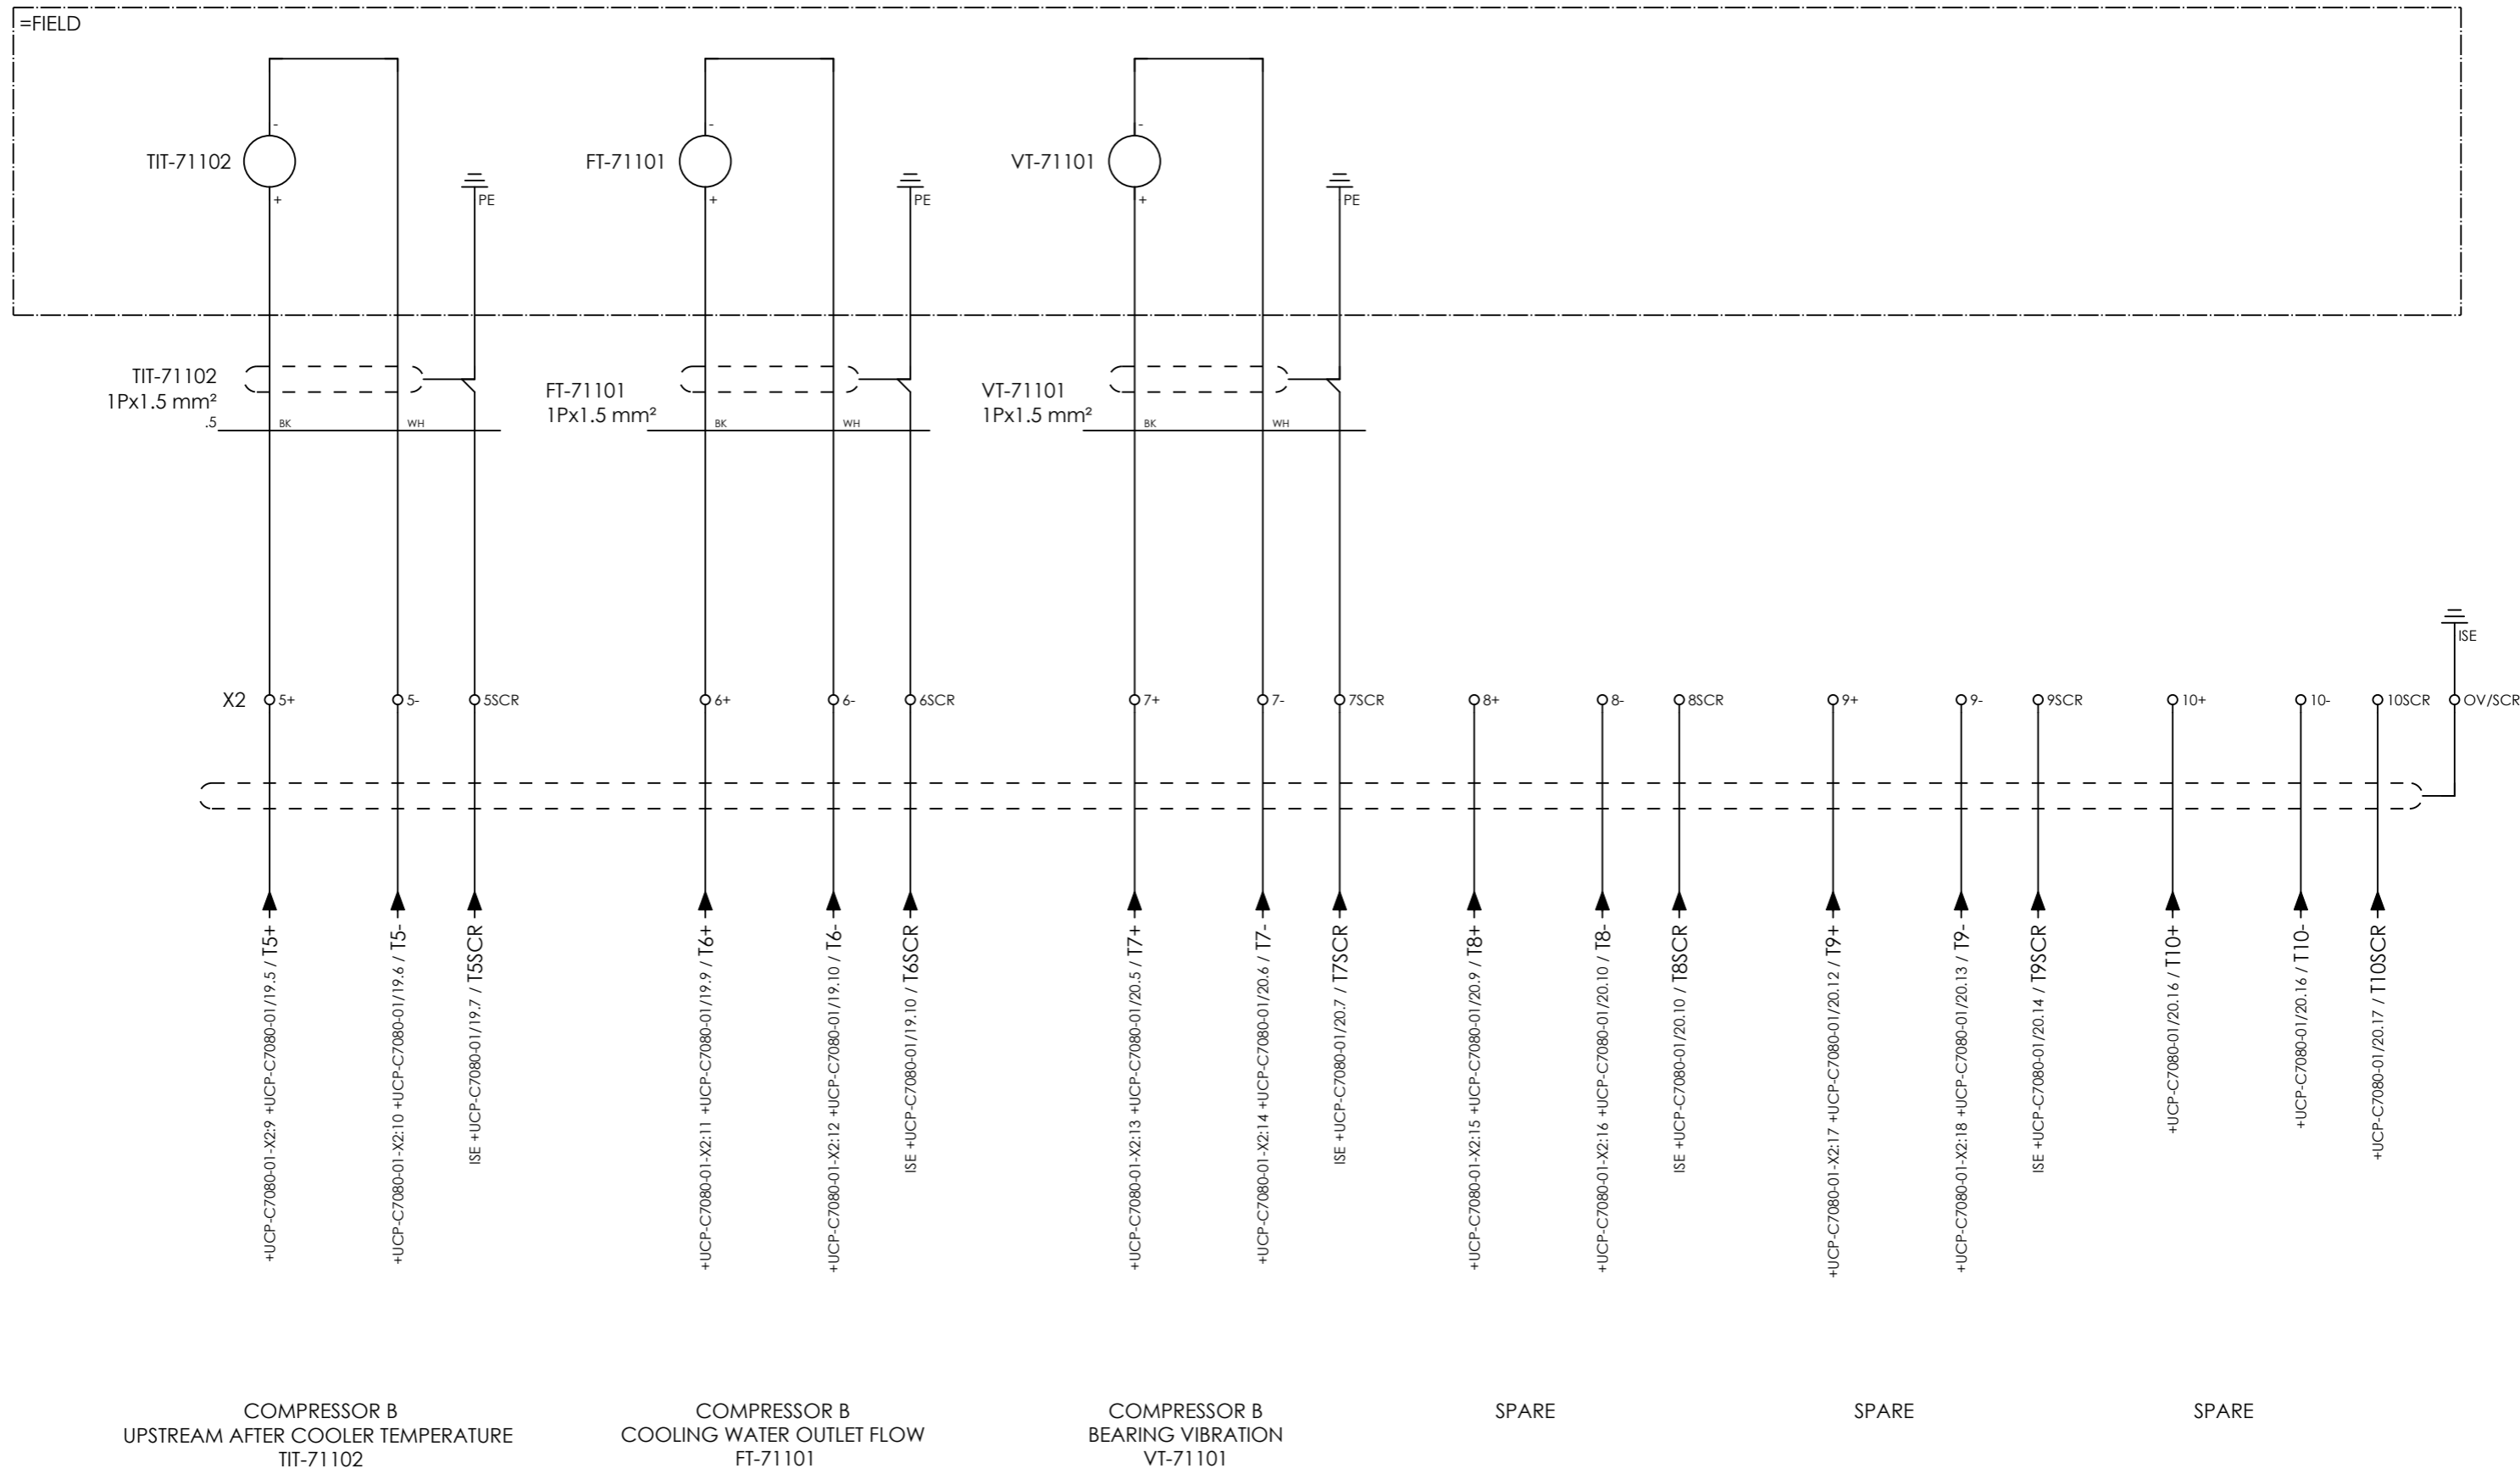 =FIELD
-
-
-
TIT-71102
FT-71101
VT-71101
+
PE
+
PE
+
PE
TIT-71102
1Px1.5 mm²
.5
BK
WH
FT-71101
1Px1.5 mm²
BK
WH
VT-71101
1Px1.5 mm²
BK
WH
ISE
X2
5+
5-
5SCR
6+
6-
6SCR
7+
7-
7SCR
8+
8-
8SCR
9+
9-
9SCR
10+
10-
10SCR
OV/SCR
+UCP-C7080-01-X2:9 +UCP-C7080-01/19.5 / T5+
+UCP-C7080-01-X2:10 +UCP-C7080-01/19.6 / T5-
ISE +UCP-C7080-01/19.7 / T5SCR
+UCP-C7080-01-X2:11 +UCP-C7080-01/19.9 / T6+
+UCP-C7080-01-X2:12 +UCP-C7080-01/19.10 / T6-
ISE +UCP-C7080-01/19.10 / T6SCR
+UCP-C7080-01-X2:13 +UCP-C7080-01/20.5 / T7+
+UCP-C7080-01-X2:14 +UCP-C7080-01/20.6 / T7-
ISE +UCP-C7080-01/20.7 / T7SCR
+UCP-C7080-01-X2:15 +UCP-C7080-01/20.9 / T8+
+UCP-C7080-01-X2:16 +UCP-C7080-01/20.10 / T8-
ISE +UCP-C7080-01/20.10 / T8SCR
+UCP-C7080-01-X2:17 +UCP-C7080-01/20.12 / T9+
+UCP-C7080-01-X2:18 +UCP-C7080-01/20.13 / T9-
ISE +UCP-C7080-01/20.14 / T9SCR
+UCP-C7080-01/20.16 / T10+
+UCP-C7080-01/20.16 / T10-
+UCP-C7080-01/20.17 / T10SCR
COMPRESSOR B
UPSTREAM AFTER COOLER TEMPERATURE
TIT-71102
COMPRESSOR B
COOLING WATER OUTLET FLOW
FT-71101
COMPRESSOR B
BEARING VIBRATION
VT-71101
SPARE
SPARE
SPARE